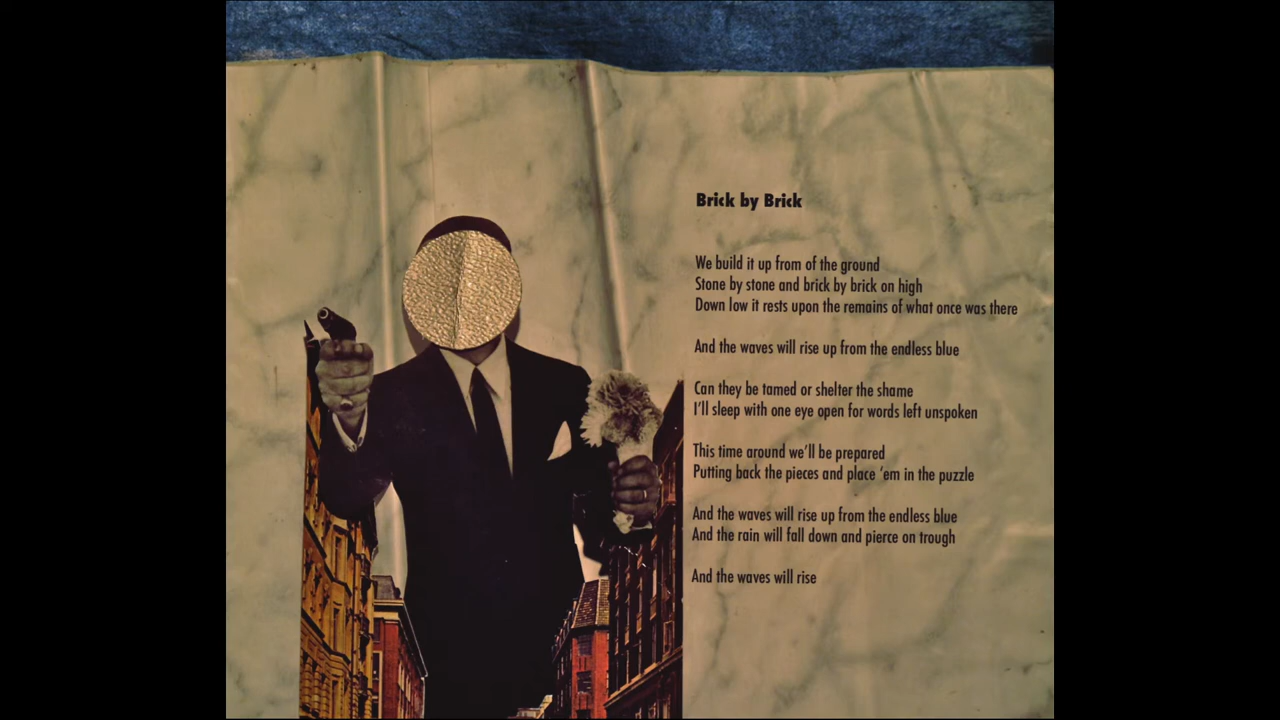 Brick by Brick
We build it up from of the ground
Stone by stone and brick by brick on high
Down low it rests upon the remains of what once was there
And the waves will rise up from the endless blue
Can they be tamed or shelter the shame
I'll sleep with one eye open for words left unspoken
This time around we'll be prepared
Putting back the pieces and place 'em in the puzzle
And the waves will rise up from the endless blue
And the rain will fall down and pierce on trough
And the waves will rise